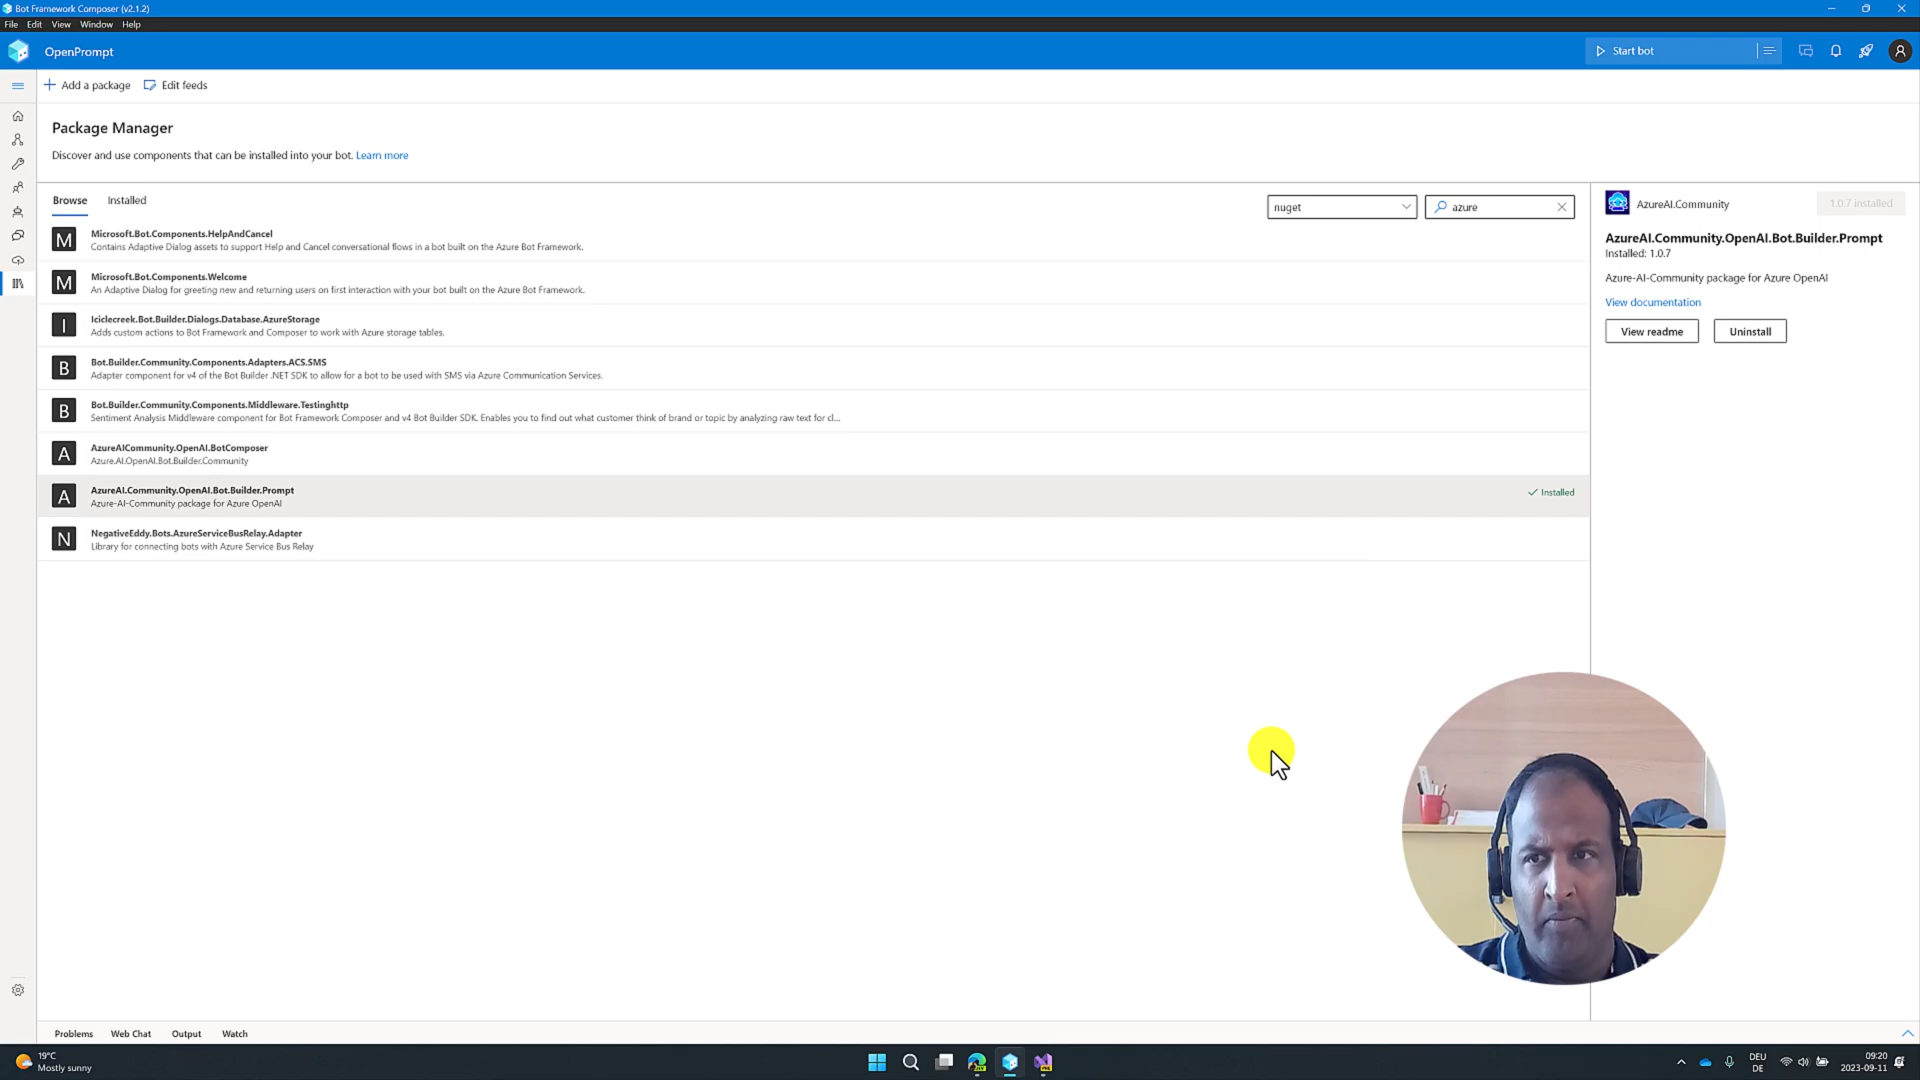 Bot Framework Composer (v2.1.2)
File Edit View Window Help
OpenPrompt
Start bot
Add a package
Edit feeds
Package Manager
Discover and use components that can be installed into your bot. Learn more
Browse
Installed
nuget
azure
M
Microsoft.Bot.Components.HelpAndCancel
Contains Adaptive Dialog assets to support Help and Cancel conversational flows in a bot built on the Azure Bot Framework.
M
Microsoft.Bot.Components.Welcome
An Adaptive Dialog for greeting new and returning users on first interaction with your bot built on the Azure Bot Framework.
I
Iciclecreek.Bot.Builder.Dialogs.Database.AzureStorage
Adds custom actions to Bot Framework and Composer to work with Azure storage tables.
B
Bot.Builder.Community.Components.Adapters.ACS.SMS
Adapter component for v4 of the Bot Builder .NET SDK to allow for a bot to be used with SMS via Azure Communication Services.
B
Bot.Builder.Community.Components.Middleware.Testinghttp
Sentiment Analysis Middleware component for Bot Framework Composer and v4 Bot Builder SDK. Enables you to find out what customer think of brand or topic by analyzing raw text for cl...
A
AzureAICommunity.OpenAI.BotComposer
Azure.AI.OpenAI.Bot.Builder.Community
A
AzureAI.Community.OpenAI.Bot.Builder.Prompt
Azure-AI-Community package for Azure OpenAI
Installed
N
NegativeEddy.Bots.AzureServiceBusRelay.Adapter
Library for connecting bots with Azure Service Bus Relay
AzureAI.Community
1.0.7 installed
AzureAI.Community.OpenAI.Bot.Builder.Prompt
Installed: 1.0.7
Azure-AI-Community package for Azure OpenAI
View documentation
View readme
Uninstall
Problems
Web Chat
Output
Watch
19°C
Mostly sunny
DEU
DE
09:20
2023-09-11